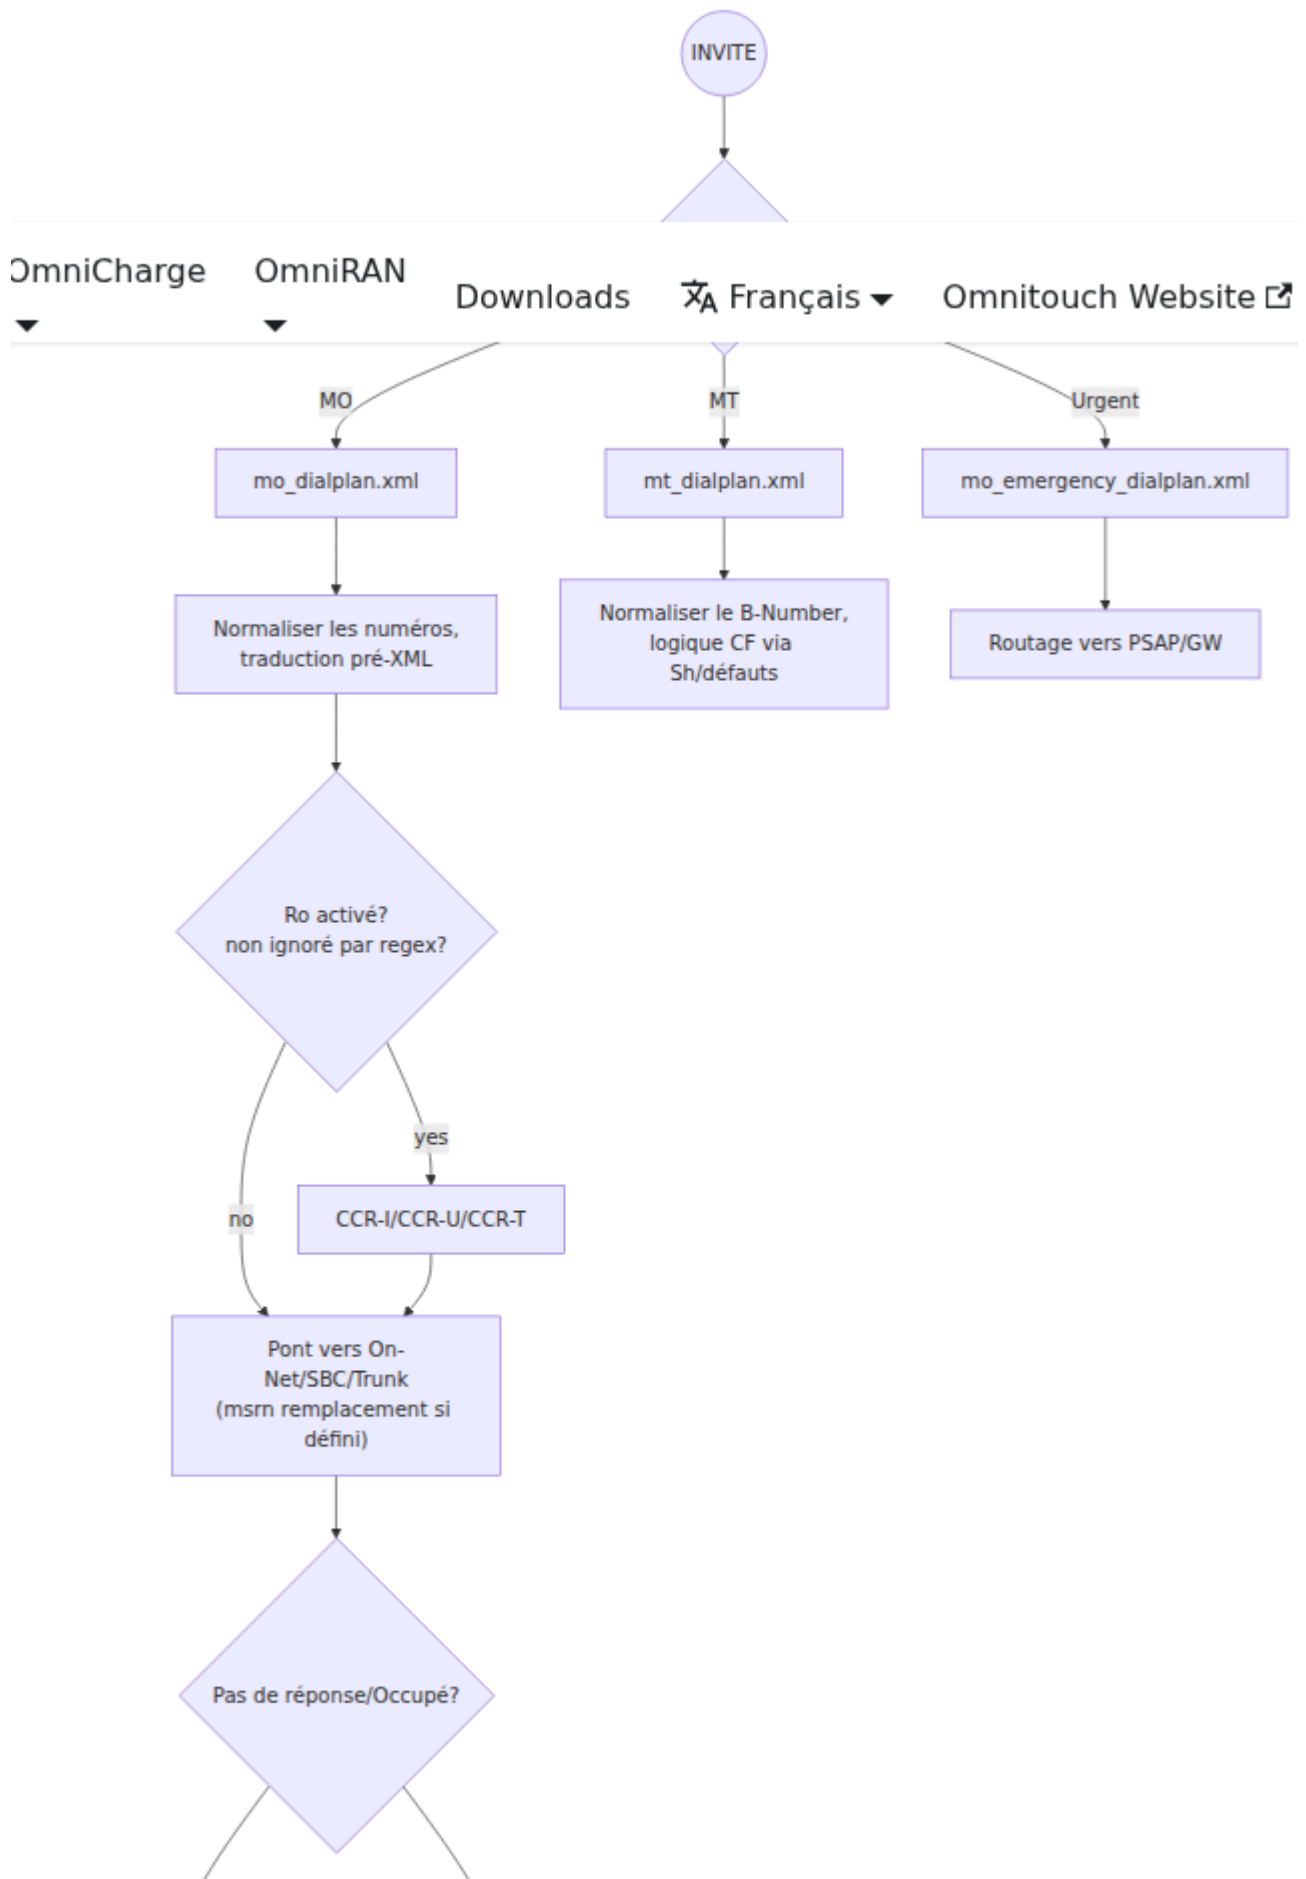 INVITE
OmniCharge
OmniRAN
Downloads
Français
Omnitouch Website
MO
MT
Urgent
mo_dialplan.xml
mt_dialplan.xml
mo_emergency_dialplan.xml
Normaliser les numéros,
traduction pré-XML
Normaliser le B-Number,
logique CF via
Sh/défauts
Routage vers PSAP/GW
Ro activé?
non ignoré par regex?
yes
no
CCR-I/CCR-U/CCR-T
Pont vers On-
Net/SBC/Trunk
(msrn remplacement si
défini)
Pas de réponse/Occupé?